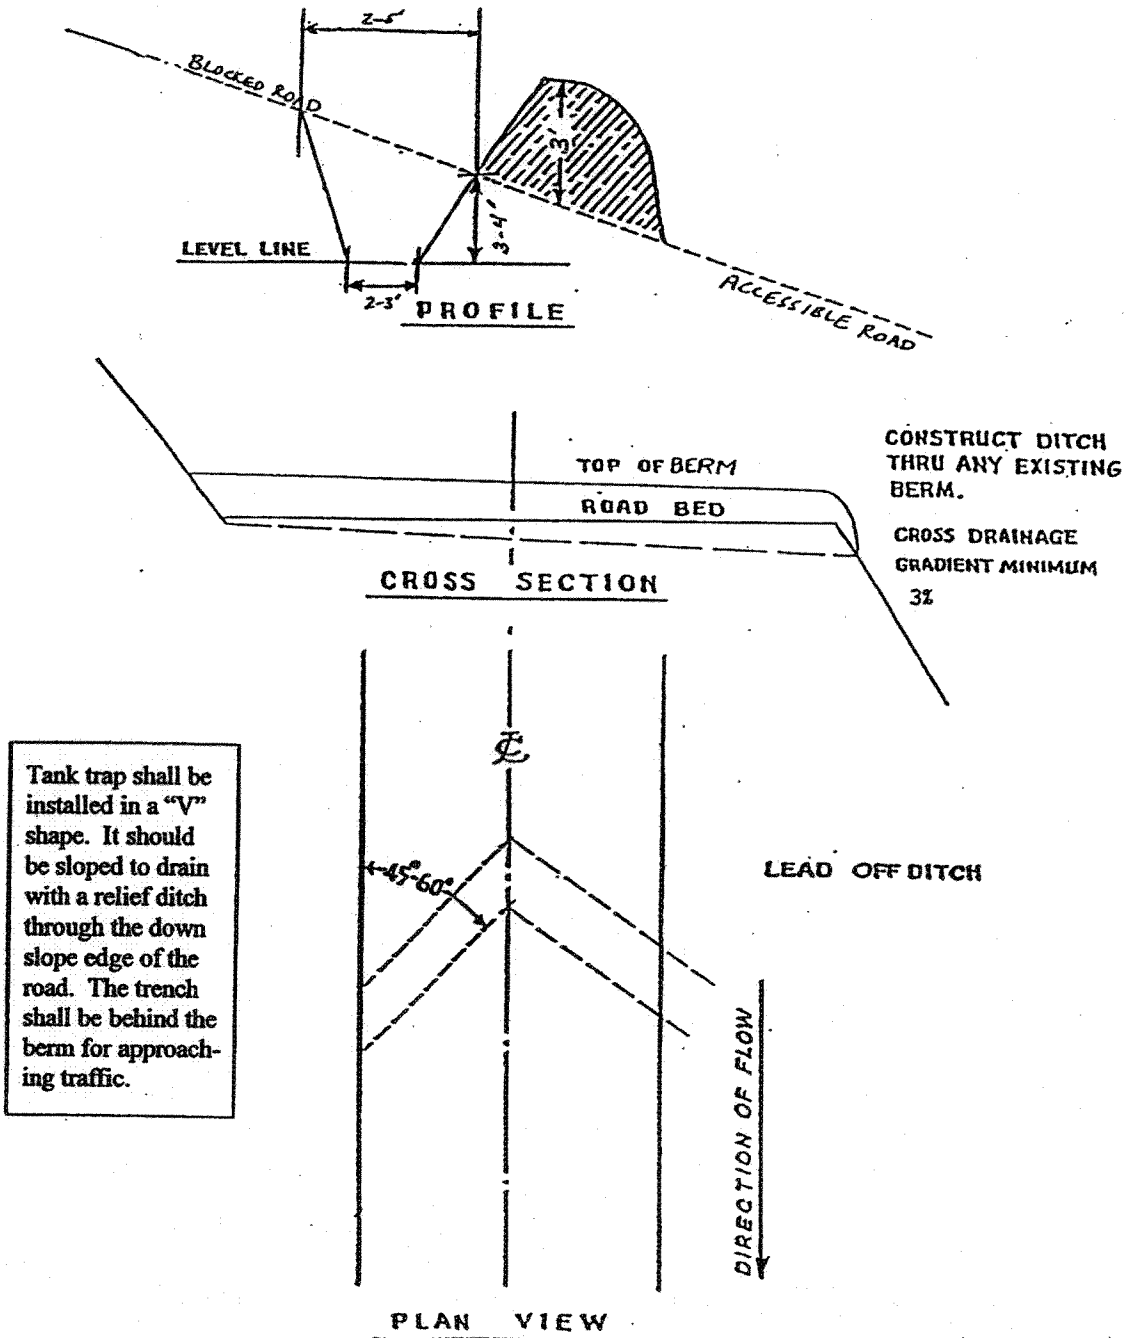 2-5'
BLOCKED ROAD
3'
3-4'
LEVEL LINE
2-3'
PROFILE
ACCESSIBLE ROAD
TOP OF BERM
ROAD BED
CONSTRUCT DITCH
THRU ANY EXISTING
BERM.
CROSS DRAINAGE
GRADIENT MINIMUM
3%
CROSS SECTION
℄
Tank trap shall be
installed in a “V”
shape. It should
be sloped to drain
with a relief ditch
through the down
slope edge of the
road. The trench
shall be behind the
berm for approach-
ing traffic.
45°-60°
LEAD OFF DITCH
DIRECTION OF FLOW
PLAN VIEW